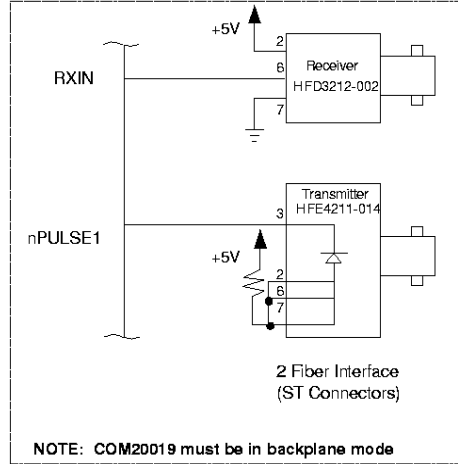 +5V
2
Receiver
6
HFD3212-002
RXIN
7
Transmitter
HFE4211-014
3
nPULSE1
+5V
2
6
7
2 Fiber Interface
(ST Connectors)
NOTE: COM20019 must be in backplane mode